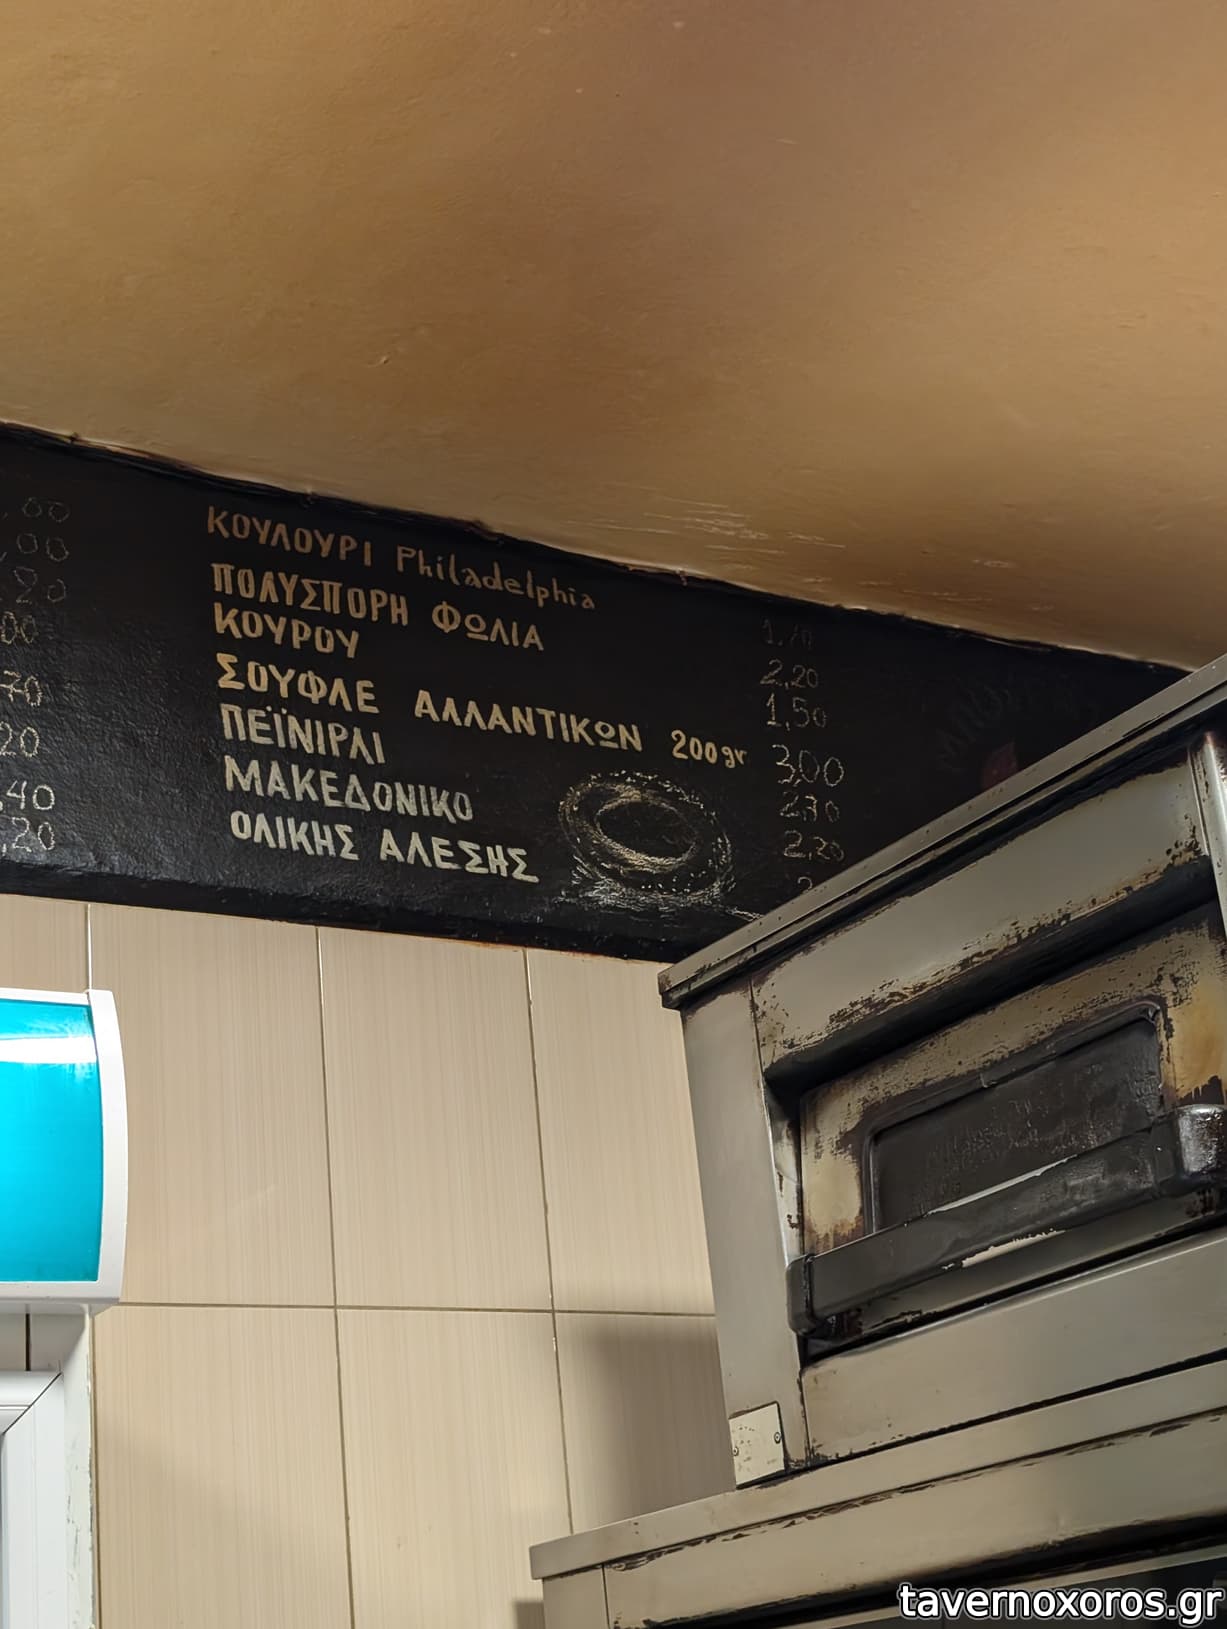 ΚΟΥΛΟΥΡΙ Philadelphia
ΠΟΛΥΣΠΟΡΗ ΦΩΛΙΑ 2,20
ΚΟΥΡΟΥ 1,50
ΣΟΥΦΛΕ ΑΛΛΑΝΤΙΚΩΝ 200gr 3,00
ΠΕΪΝΙΡΛΙ
ΜΑΚΕΔΟΝΙΚΟ 2,20
ΟΛΙΚΗΣ ΑΛΕΣΗΣ
tavernoxoros.gr